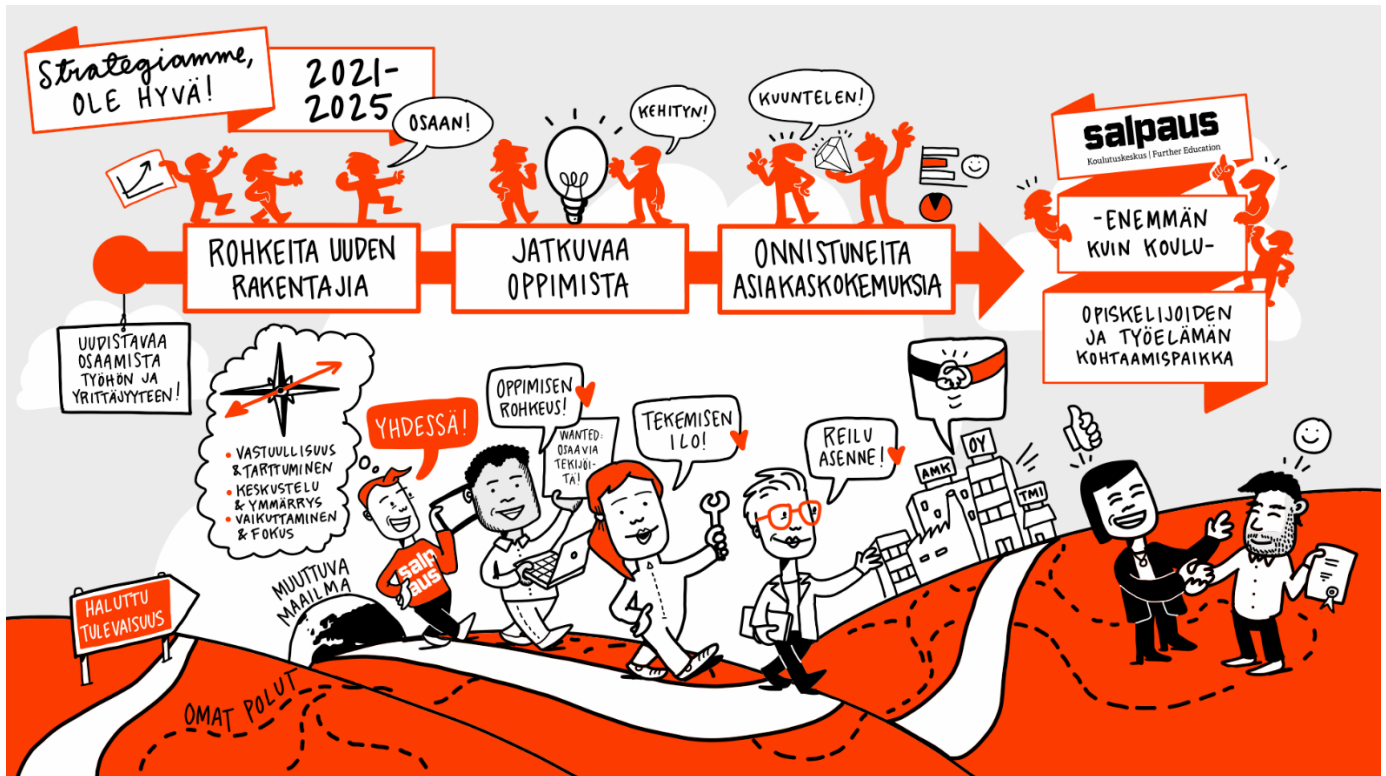 Strategiamme,
OLE HYVÄ!
2021-
2025
OSAAN!
KEHITYN!
KUUNTELEN!
salpaus
Koulutuskeskus | Further Education
-ENEMMÄN
KUIN KOULU-
OPISKELIJOIDEN
JA TYÖELÄMÄN
KOHTAAMISPAIKKA
ROHKEITA UUDEN
RAKENTAJIA
JATKUVAA
OPPIMISTA
ONNISTUNEITA
ASIAKASKOKEMUKSIA
UUDISTAVAA
OSAAMISTA
TYÖHÖN JA
YRITTÄJYYTEEN!
• VASTUULLISUUS
& TARTTUMINEN
• KESKUSTELU
& YMMÄRRYS
• VAIKUTTAMINEN
& FOKUS
YHDESSÄ!
OPPIMISEN
ROHKEUS!
WANTED:
OSAAVIA
TEKIJÖI-
TÄ!
TEKEMISEN
ILO!
REILU
ASENNE!
AMK
OY
TMI
salp
aus
HALUTTU
TULEVAISUUS
MUUTTUVA
MAAILMA
OMAT POLUT